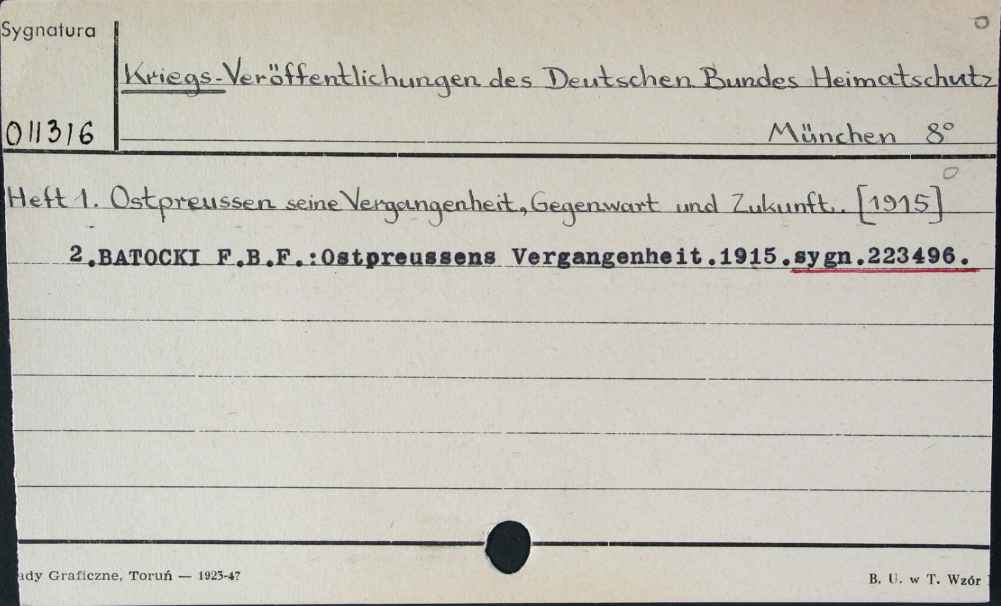 Sygnatura
Kriegs-Veröffentlichungen des Deutschen Bundes Heimatschutz
011316
München 8°
Heft 1. Ostpreussen seine Vergangenheit, Gegenwart und Zukunft. [1915]
2.BATOCKI F.B.F.:Ostpreussens Vergangenheit.1915.sygn.223496.
ady Graficzne, Toruń — 1923-47
B. U. w T. Wzór